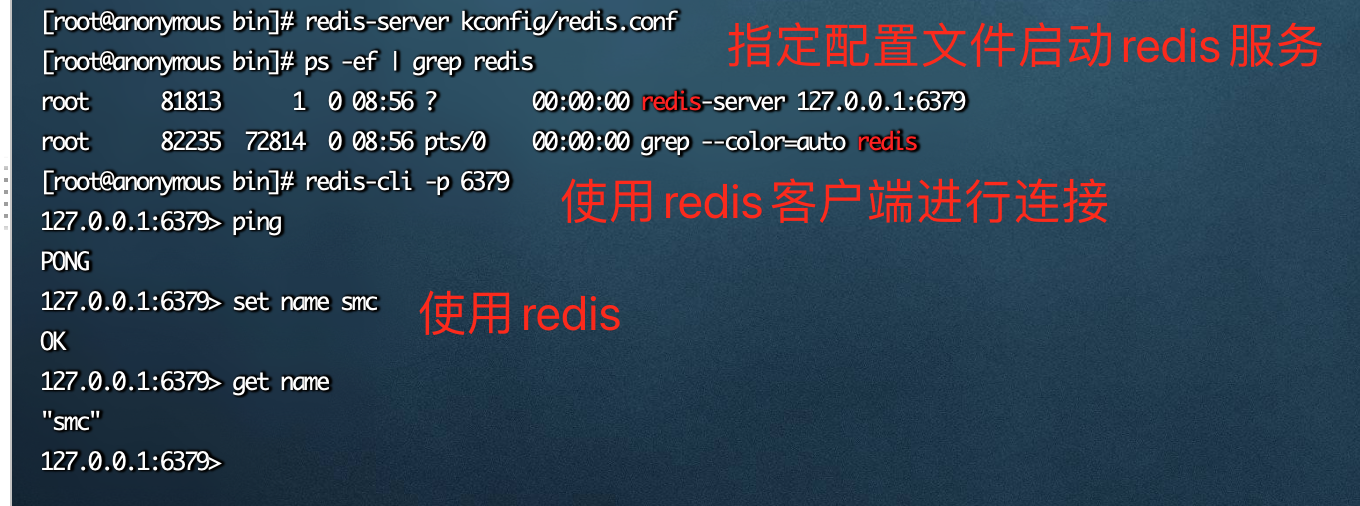 [root@anonymous bin]# redis-server kconfig/redis.conf
指定配置文件启动redis服务
[root@anonymous bin]# ps -ef | grep redis
root 81813 1 0 08:56 ? 00:00:00 redis-server 127.0.0.1:6379
root 82235 72814 0 08:56 pts/0 00:00:00 grep --color=auto redis
[root@anonymous bin]# redis-cli -p 6379
使用redis客户端进行连接
127.0.0.1:6379> ping
PONG
127.0.0.1:6379> set name smc
使用redis
OK
127.0.0.1:6379> get name
"smc"
127.0.0.1:6379>